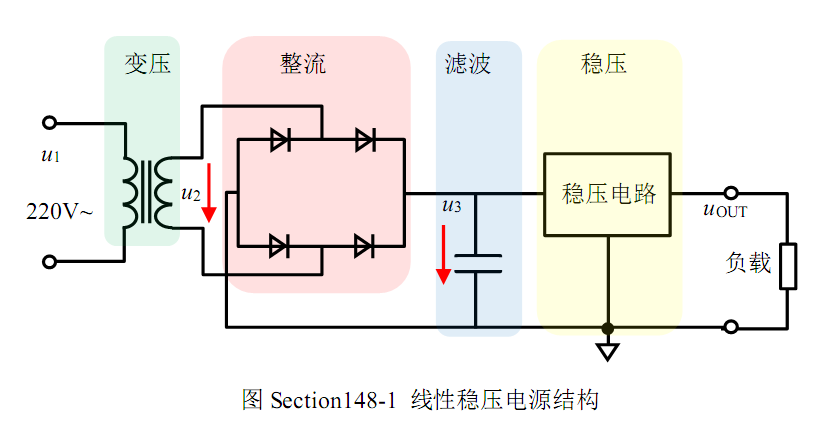 变压
整流
滤波
稳压
u1
220V~
u2
u3
稳压电路
uOUT
负载
图 Section148-1 线性稳压电源结构